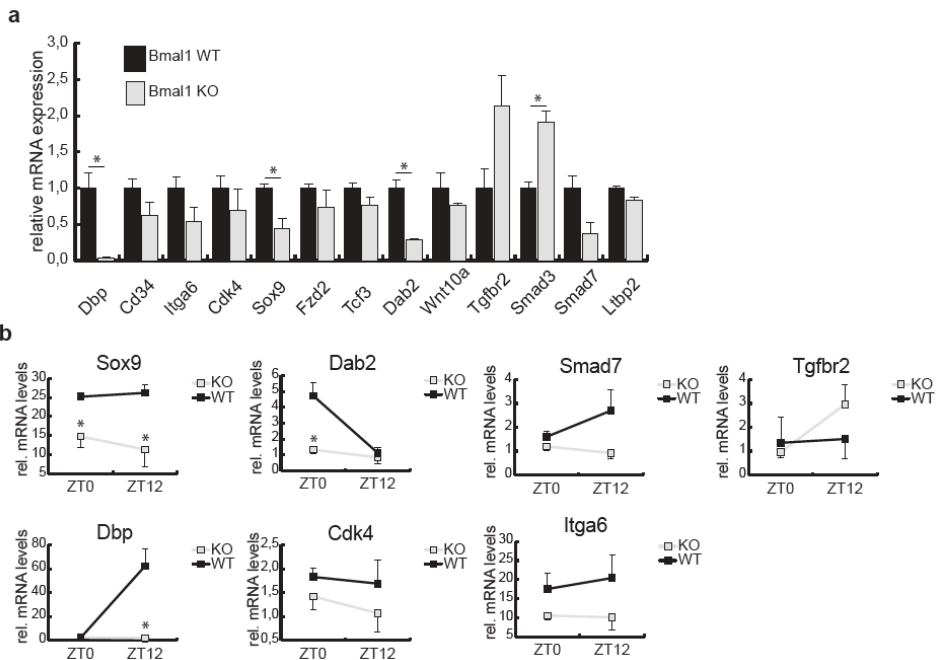 a
3,0
2,5
2,0
1,5
1,0
0,5
0,0
relative mRNA expression
Bmal1 WT
Bmal1 KO
* * * *
Dbp Cd34 Itga6 Cdk4 Sox9 Fzd2 Tcf3 Dab2 Wnt10a Tgfbr2 Smad3 Smad7 Ltbp2
b
Sox9
rel. mRNA levels
30
25
20
15
10
5
* *
ZT0 ZT12
KO
WT
Dab2
rel. mRNA levels
6
5
4
3
2
1
0
*
ZT0 ZT12
KO
WT
Smad7
rel. mRNA levels
4
3
2
1
0
ZT0 ZT12
KO
WT
Tgfbr2
rel. mRNA levels
4
3
2
1
0
ZT0 ZT12
KO
WT
Dbp
rel. mRNA levels
80
60
40
20
0
*
ZT0 ZT12
KO
WT
Cdk4
rel. mRNA levels
2,5
2,0
1,5
1,0
0,5
ZT0 ZT12
KO
WT
Itga6
rel. mRNA levels
30
25
20
15
10
5
ZT0 ZT12
KO
WT